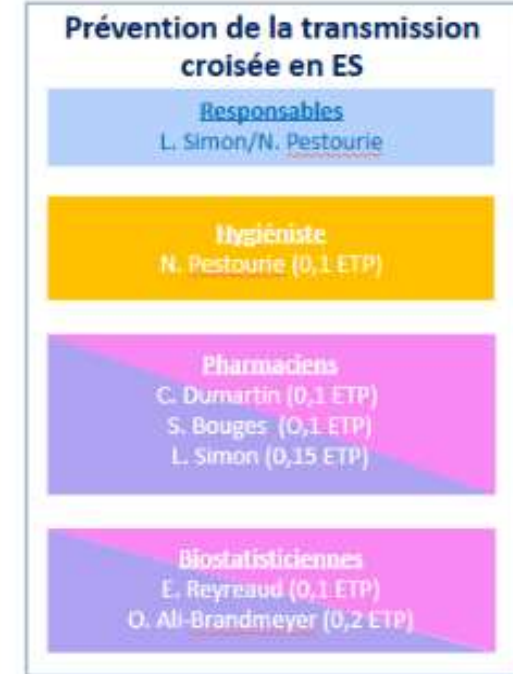 Prévention de la transmission
croisée en ES
Responsables
L. Simon/N. Pestourie
Hygiéniste
N. Pestourie (0,1 ETP)
Pharmaciens
C. Dumartin (0,1 ETP)
S. Bouges (O,1 ETP)
L. Simon (0,15 ETP)
Biostatisticiennes
E. Reyreaud (0,1 ETP)
O. Ali-Brandmeyer (0,2 ETP)